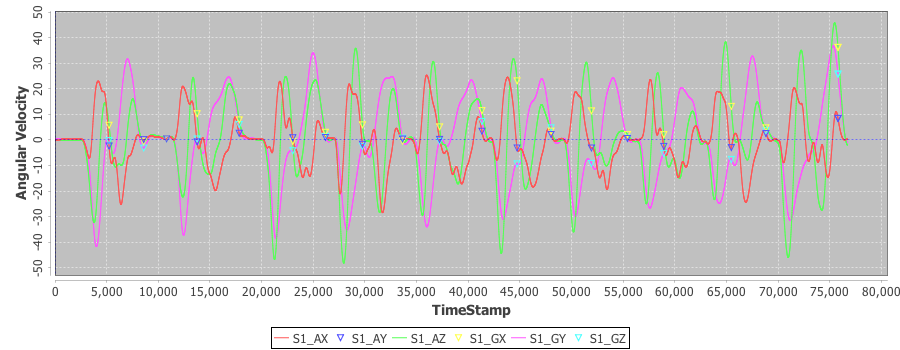 50
40
30
20
10
0
-10
-20
-30
-40
-50
Angular Velocity
0 5,000 10,000 15,000 20,000 25,000 30,000 35,000 40,000 45,000 50,000 55,000 60,000 65,000 70,000 75,000 80,000
TimeStamp
S1_AX S1_AY S1_AZ S1_GX S1_GY S1_GZ